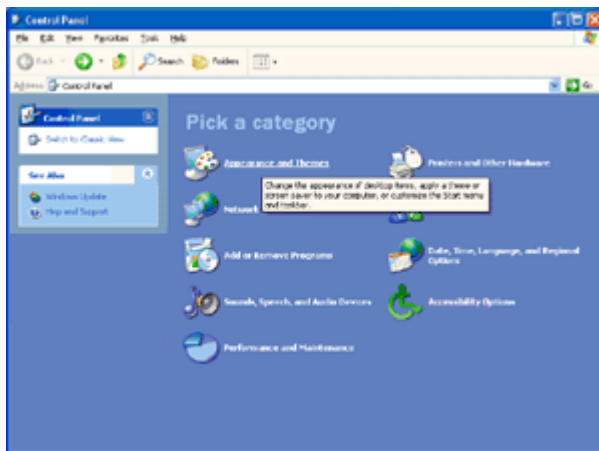 Control Panel
File Edit View Favorites Tools Help
Back Search Folders
Address Control Panel Go
Control Panel
Switch to Classic View
See Also
Windows Update
Help and Support
Pick a category
Appearance and Themes
Printers and Other Hardware
Change the appearance of desktop items, apply a theme or
screen saver to your computer, or customize the Start menu
and taskbar.
Network
Add or Remove Programs
Date, Time, Language, and Regional
Options
Sounds, Speech, and Audio Devices
Accessibility Options
Performance and Maintenance